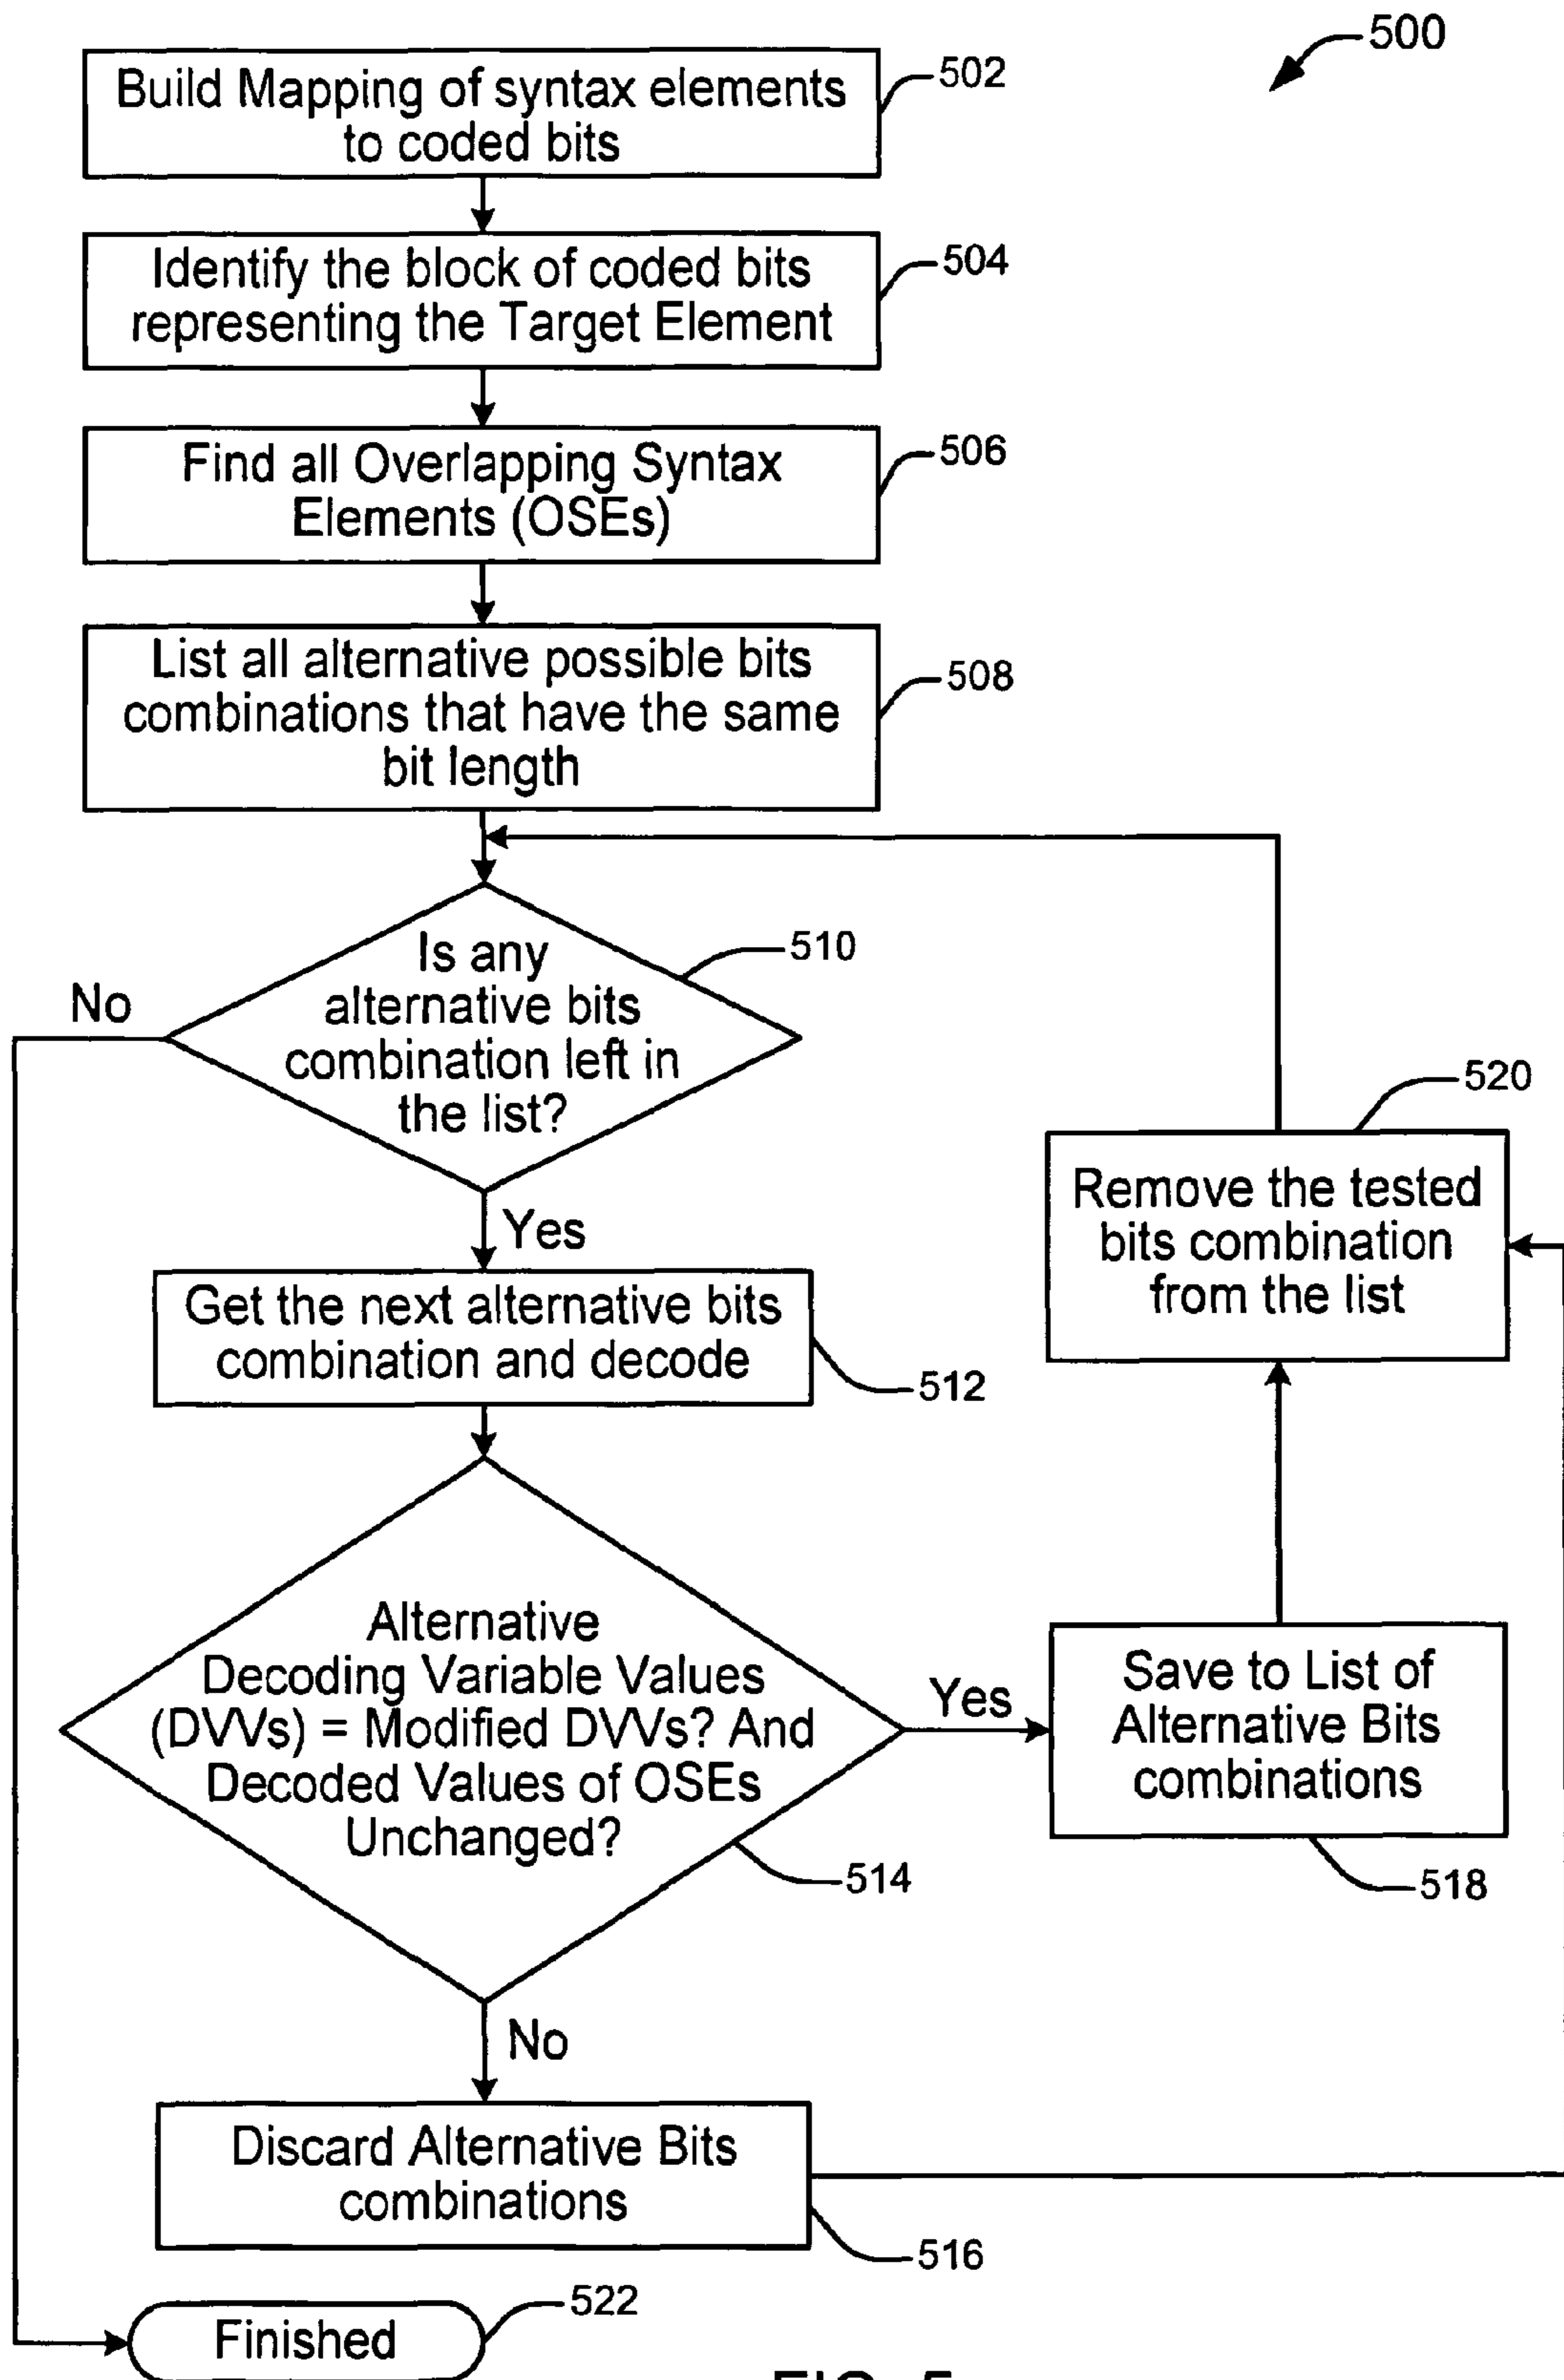 500
Build Mapping of syntax elements
to coded bits
502
Identify the block of coded bits
representing the Target Element
504
Find all Overlapping Syntax
Elements (OSEs)
506
List all alternative possible bits
combinations that have the same
bit length
508
Is any
alternative bits
combination left in
the list?
510
No
Yes
Get the next alternative bits
combination and decode
512
Alternative
Decoding Variable Values
(DVVs) = Modified DVVs? And
Decoded Values of OSEs
Unchanged?
514
Yes
No
Save to List of
Alternative Bits
combinations
518
Remove the tested
bits combination
from the list
520
Discard Alternative Bits
combinations
516
Finished
522
FIG. 5